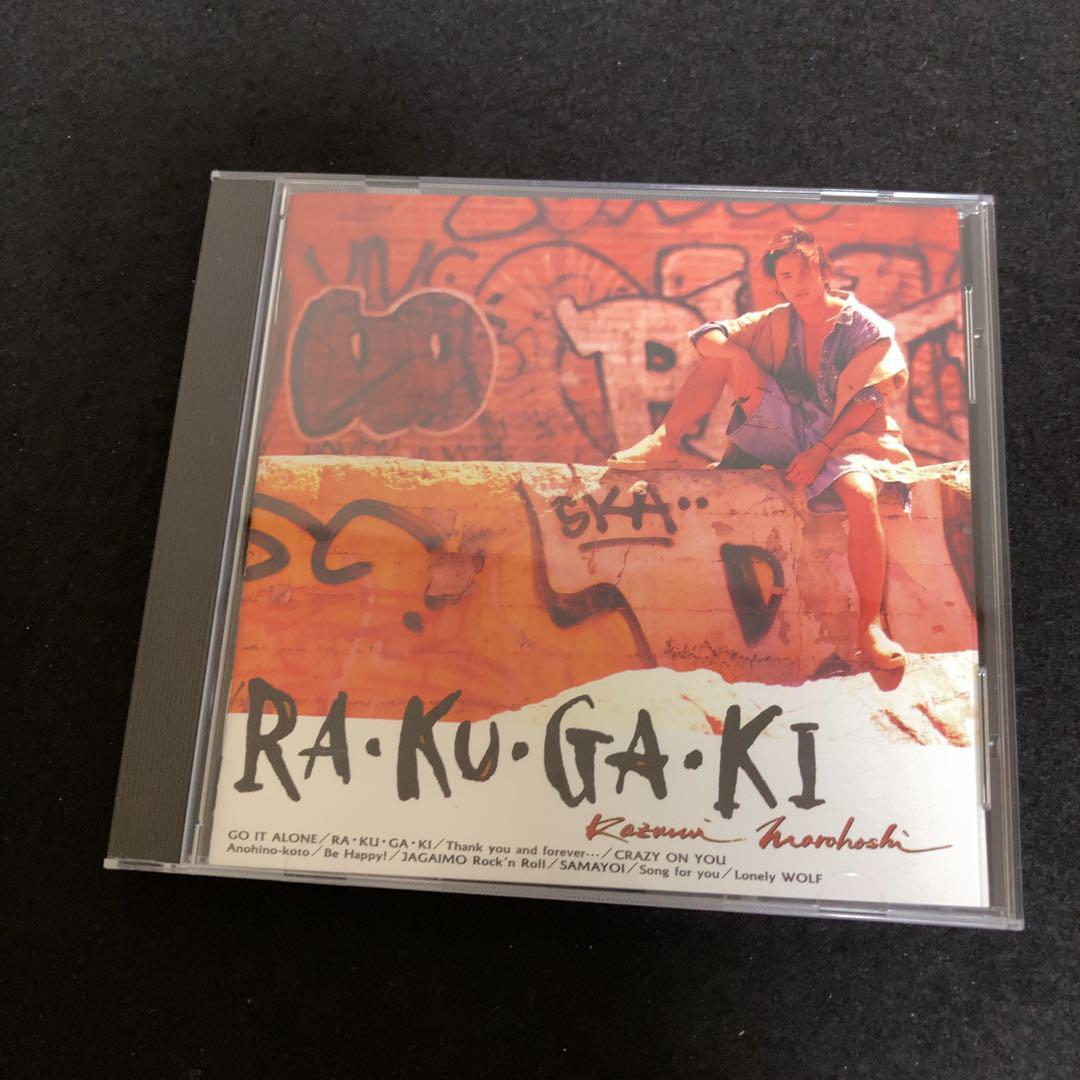 SKA..
RA・KU・GA・KI
Kazumi Morohoshi
GO IT ALONE/RA・KU・GA・KI/Thank you and forever…/CRAZY ON YOU
Anohino-koto/Be Happy!/JAGAIMO Rock'n Roll/SAMAYOI/Song for you/Lonely WOLF